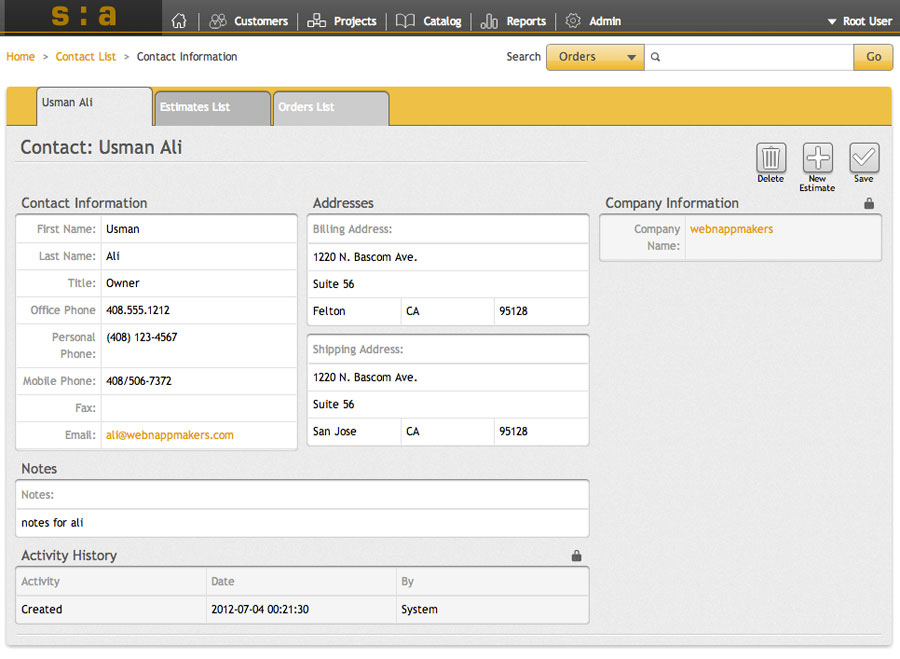 s:a
Customers
Projects
Catalog
Reports
Admin
Root User
Home > Contact List > Contact Information
Search
Orders
Go
Usman Ali
Estimates List
Orders List
Contact: Usman Ali
Delete
New
Estimate
Save
Contact Information
First Name: Usman
Last Name: Ali
Title: Owner
Office Phone 408.555.1212
Personal
Phone: (408) 123-4567
Mobile Phone: 408/506-7372
Fax:
Email: ali@webnappmakers.com
Addresses
Billing Address:
1220 N. Bascom Ave.
Suite 56
Felton CA 95128
Shipping Address:
1220 N. Bascom Ave.
Suite 56
San Jose CA 95128
Company Information
Company
Name: webnappmakers
Notes
Notes:
notes for ali
Activity History
Activity Date By
Created 2012-07-04 00:21:30 System